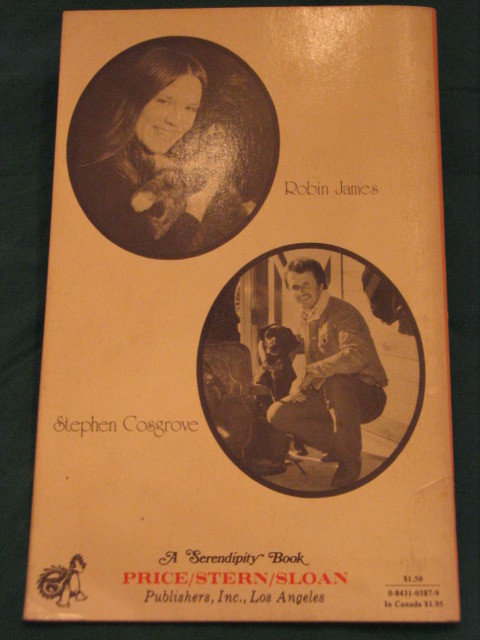 Robin James
Stephen Cosgrove
A Serendipity Book
PRICE/STERN/SLOAN
Publishers, Inc., Los Angeles
$1.50
0-8431-0587-9
In Canada $1.95